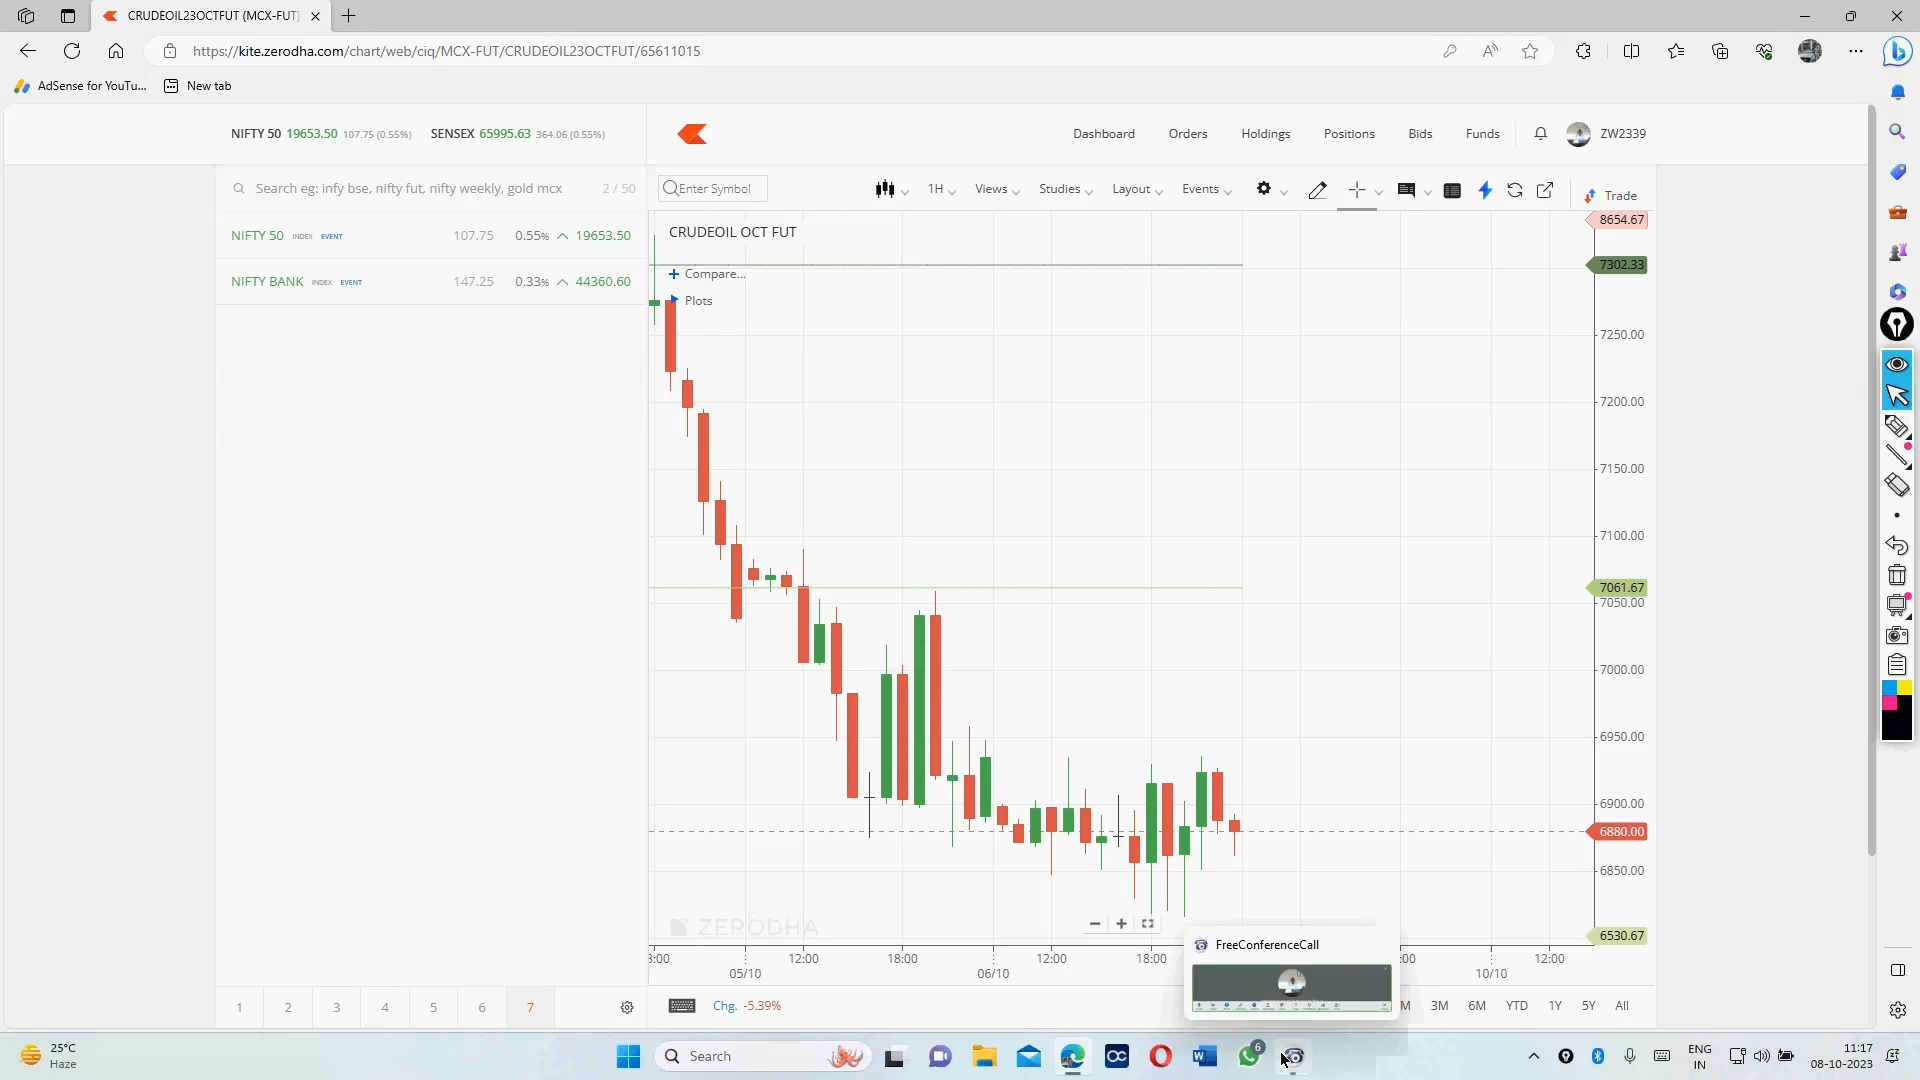 CRUDEOIL23OCTFUT (MCX-FUT)
https://kite.zerodha.com/chart/web/ciq/MCX-FUT/CRUDEOIL23OCTFUT/65611015
AdSense for YouTu... New tab
NIFTY 50 19653.50 107.75 (0.55%) SENSEX 65995.63 364.06 (0.55%)
Dashboard Orders Holdings Positions Bids Funds ZW2339
Search eg: infy bse, nifty fut, nifty weekly, gold mcx 2 / 50
Enter Symbol 1H Views Studies Layout Events Trade
NIFTY 50 INDEX EVENT 107.75 0.55% 19653.50
NIFTY BANK INDEX EVENT 147.25 0.33% 44360.60
CRUDEOIL OCT FUT
Compare...
Plots
8654.67
7302.33
7250.00
7200.00
7150.00
7100.00
7061.67
7050.00
7000.00
6950.00
6900.00
6880.00
6850.00
6530.67
ZERODHA
FreeConferenceCall
3:00 12:00 18:00 12:00 18:00 :00 12:00
05/10 06/10 10/10
1 2 3 4 5 6 7
Chg. -5.39%
M 3M 6M YTD 1Y 5Y All
25°C
Haze
Search
6
ENG
IN
11:17
08-10-2023